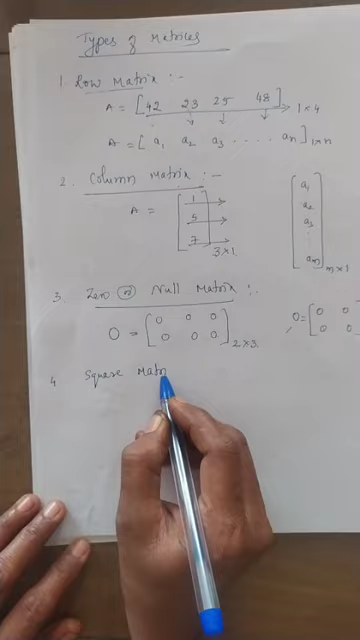 Types of Matrices
1. Row Matrix :-
A = [42 23 25 48] 1×4
A = [a1 a2 a3 .... an] 1×n
2. Column Matrix :-
A = [1 5 7] 3×1 [a1 a2 a3 : am] m×1
3. Zero or Null Matrix :-
O = [0 0 0
0 0 0] 2×3 , O = [0 0
0 0
4 Square Matri